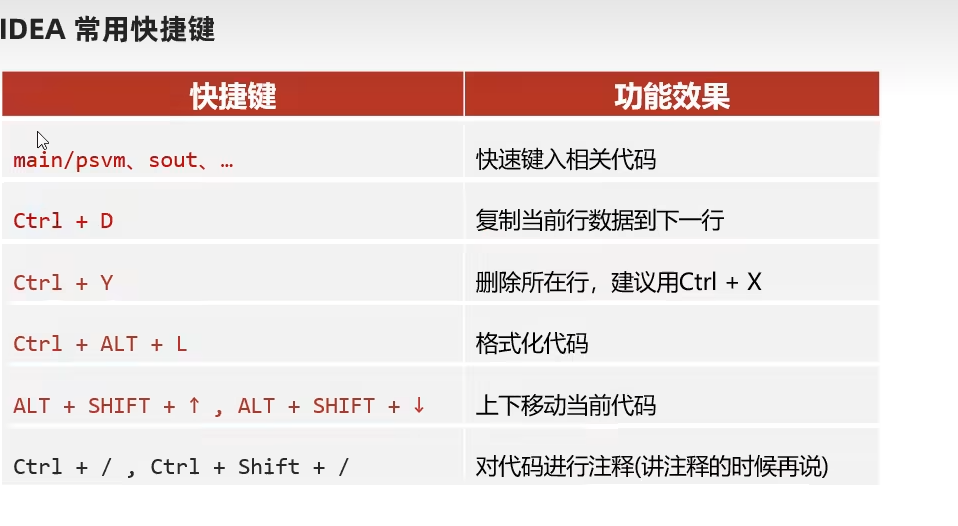 IDEA 常用快捷键
快捷键 功能效果
main/psvm、sout、… 快速键入相关代码
Ctrl + D 复制当前行数据到下一行
Ctrl + Y 删除所在行，建议用Ctrl + X
Ctrl + ALT + L 格式化代码
ALT + SHIFT + ↑ , ALT + SHIFT + ↓ 上下移动当前代码
Ctrl + / , Ctrl + Shift + / 对代码进行注释(讲注释的时候再说)